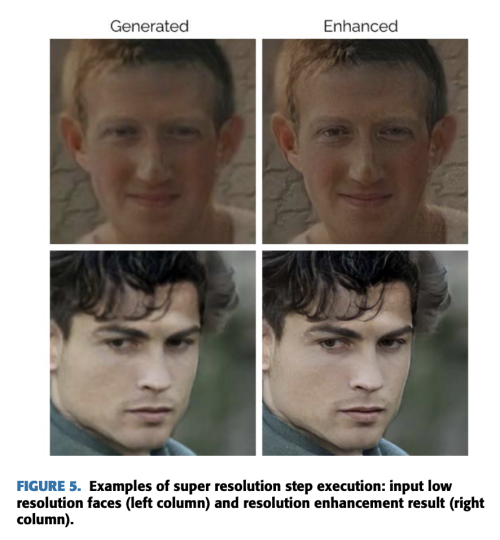 Generated Enhanced
FIGURE 5. Examples of super resolution step execution: input low
resolution faces (left column) and resolution enhancement result (right
column).